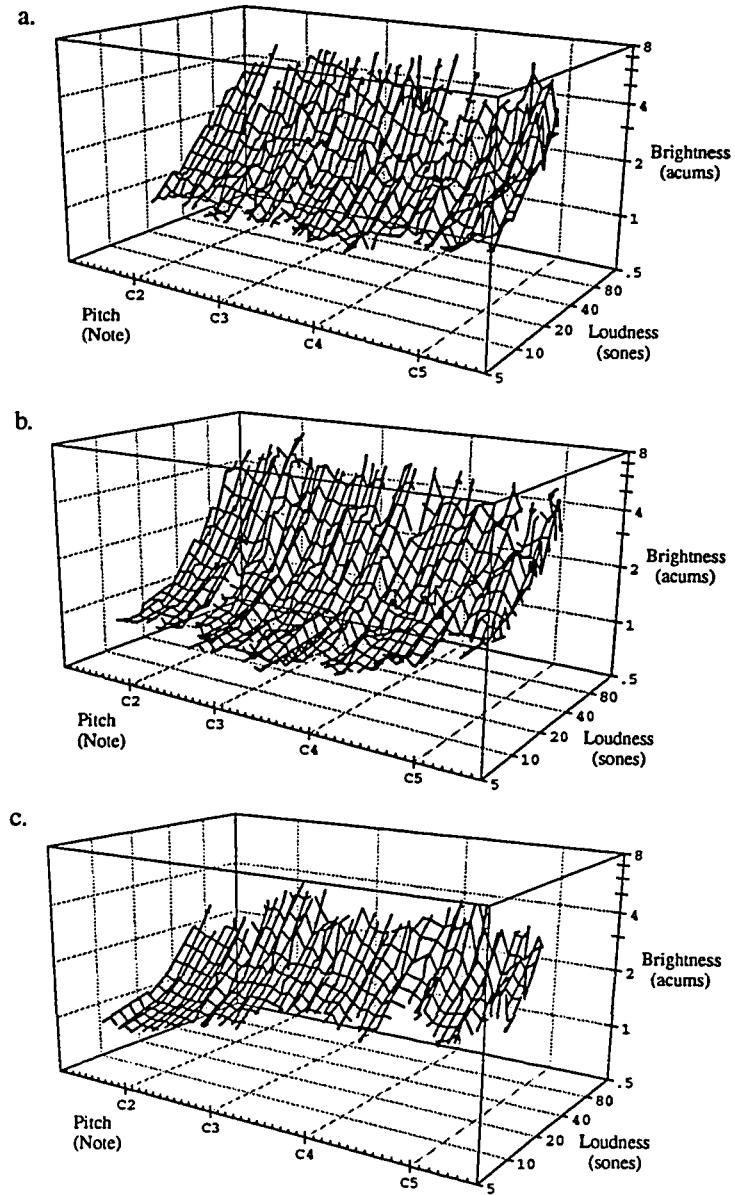 a.
8
4
Brightness
(acums)
2
1
.5
80
40
20
Loudness
(sones)
10
5
C2
C3
C4
C5
Pitch
(Note)
b.
8
4
Brightness
(acums)
2
1
.5
80
40
20
Loudness
(sones)
10
5
C2
C3
C4
C5
Pitch
(Note)
c.
8
4
Brightness
(acums)
2
1
.5
80
40
20
Loudness
(sones)
10
5
C2
C3
C4
C5
Pitch
(Note)